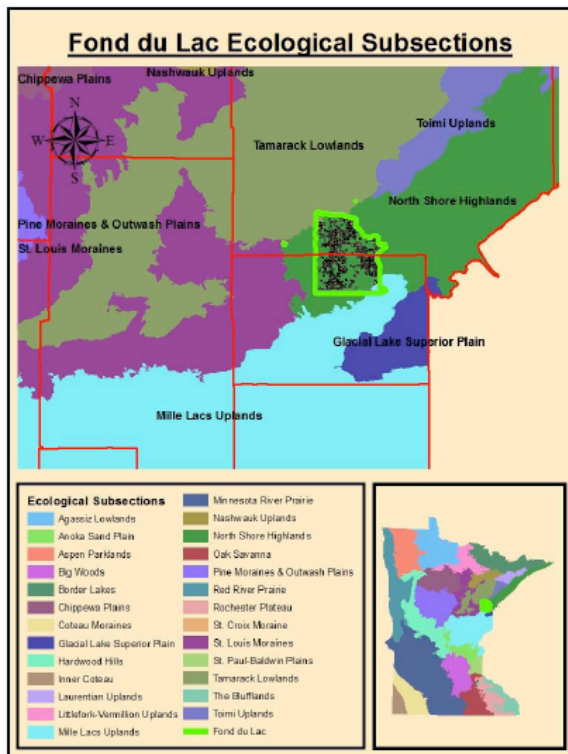 Fond du Lac Ecological Subsections
Nashwauk Uplands
Chippewa Plains
N
W E
S
Toimi Uplands
Tamarack Lowlands
North Shore Highlands
Pine Moraines & Outwash Plains
St. Louis Moraines
Glacial Lake Superior Plain
Mille Lacs Uplands
Ecological Subsections
Agassiz Lowlands
Anoka Sand Plain
Aspen Parklands
Big Woods
Border Lakes
Chippewa Plains
Coteau Moraines
Glacial Lake Superior Plain
Hardwood Hills
Inner Coteau
Laurentian Uplands
Littlefork-Vermillion Uplands
Mille Lacs Uplands
Minnesota River Prairie
Nashwauk Uplands
North Shore Highlands
Oak Savanna
Pine Moraines & Outwash Plains
Red River Prairie
Rochester Plateau
St. Croix Moraine
St. Louis Moraines
St. Paul-Baldwin Plains
Tamarack Lowlands
The Blufflands
Toimi Uplands
Fond du Lac